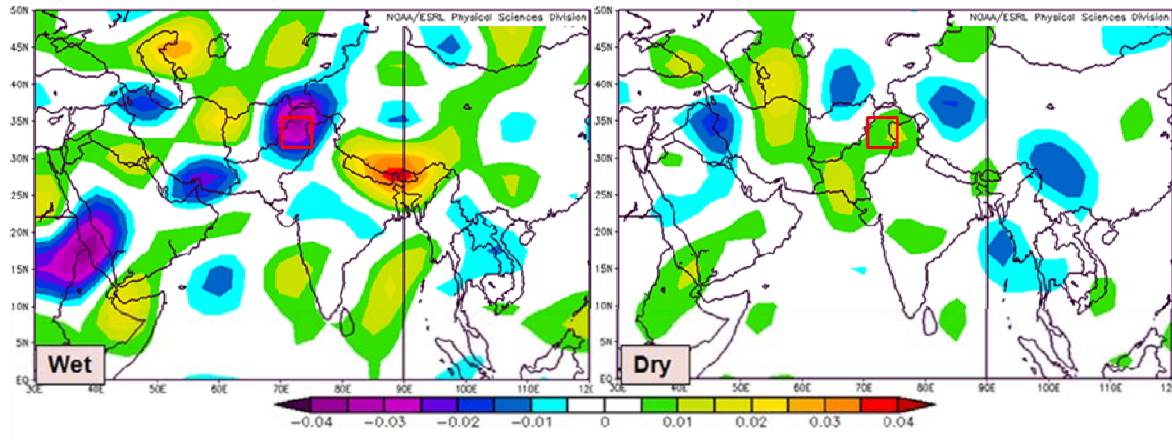 NOAA/ESRL Physical Sciences Division
NOAA/ESRL Physical Sciences Division
50N
45N
40N
35N
30N
25N
20N
15N
10N
5N
EQ
Wet
30E 40E 50E 60E 70E 80E 90E 100E 110E
50N
45N
40N
35N
30N
25N
20N
15N
10N
5N
EQ
Dry
40E 50E 60E 70E 80E 90E 100E 110E
-0.04 -0.03 -0.02 -0.01 0 0.01 0.02 0.03 0.04